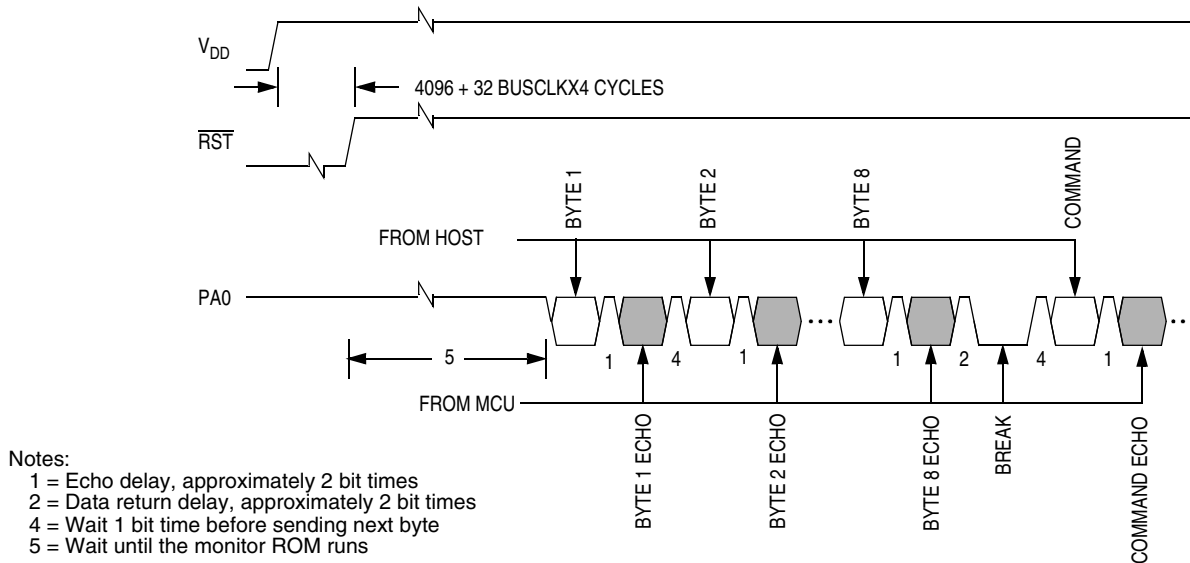 VDD
4096 + 32 BUSCLKX4 CYCLES
RST
BYTE 1
BYTE 2
BYTE 8
COMMAND
FROM HOST
PA0
5
1
4
1
...
1
2
4
1
..
FROM MCU
BYTE 1 ECHO
BYTE 2 ECHO
BYTE 8 ECHO
BREAK
COMMAND ECHO
Notes:
1 = Echo delay, approximately 2 bit times
2 = Data return delay, approximately 2 bit times
4 = Wait 1 bit time before sending next byte
5 = Wait until the monitor ROM runs